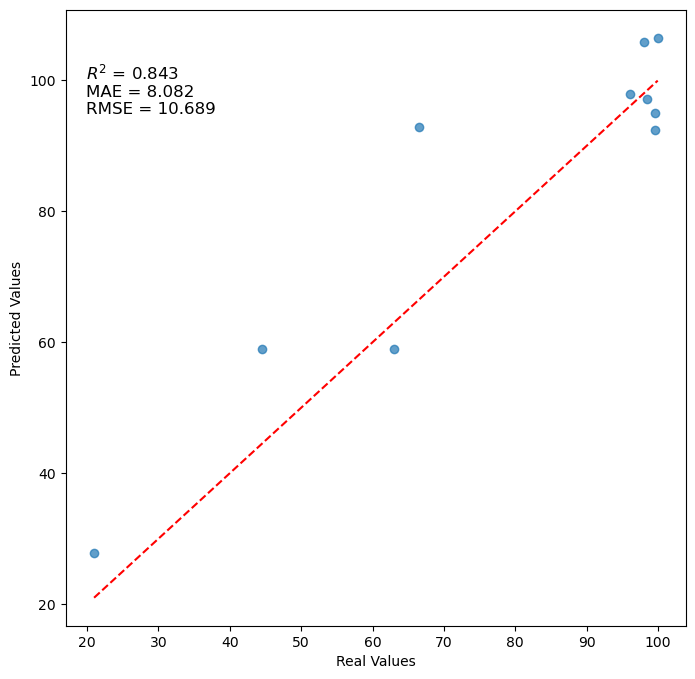 R² = 0.843
MAE = 8.082
RMSE = 10.689
100
80
60
40
20
Predicted Values
20 30 40 50 60 70 80 90 100
Real Values